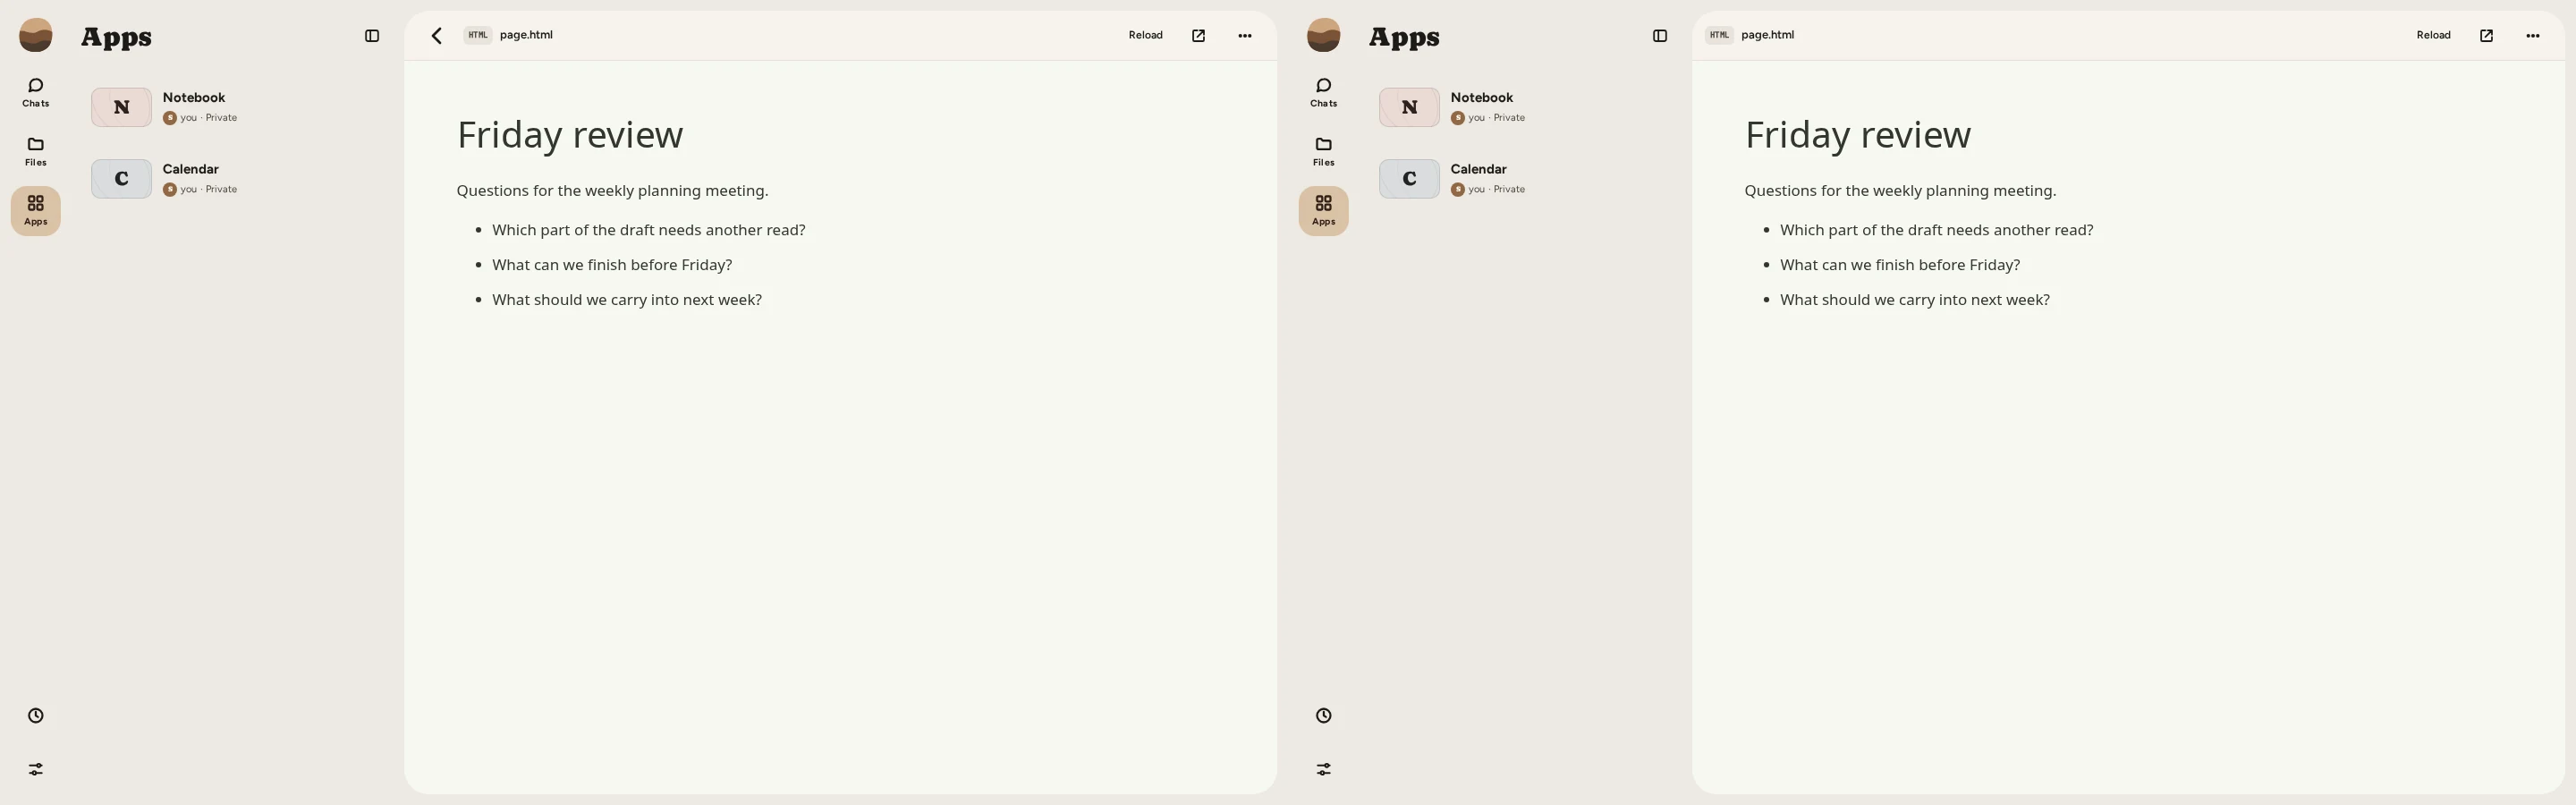 Apps
Chats
Files
Apps
N
Notebook
S you · Private
C
Calendar
S you · Private
HTML page.html
Reload
Friday review
Questions for the weekly planning meeting.
• Which part of the draft needs another read?
• What can we finish before Friday?
• What should we carry into next week?
Apps
Chats
Files
Apps
N
Notebook
S you · Private
C
Calendar
S you · Private
HTML page.html
Reload
Friday review
Questions for the weekly planning meeting.
• Which part of the draft needs another read?
• What can we finish before Friday?
• What should we carry into next week?